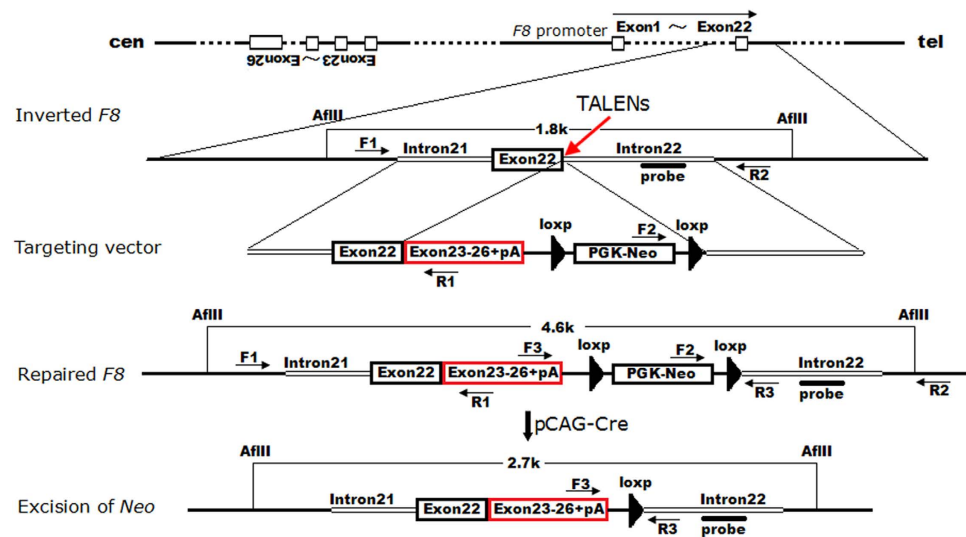 F8 promoter Exon1 ~ Exon22
cen tel
Exon26 ~ Exon23
TALENs
Inverted F8
AflII 1.8k AflII
F1 Intron21 Exon22 Intron22
probe R2
Targeting vector
loxp F2 loxp
Exon22 Exon23-26+pA PGK-Neo
R1
AflII 4.6k AflII
Repaired F8
F1 Intron21 F3 loxp F2 loxp Intron22
Exon22 Exon23-26+pA PGK-Neo
R1 R3 probe R2
pCAG-Cre
AflII 2.7k AflII
Excision of Neo
Intron21 F3 loxp Intron22
Exon22 Exon23-26+pA
R3 probe